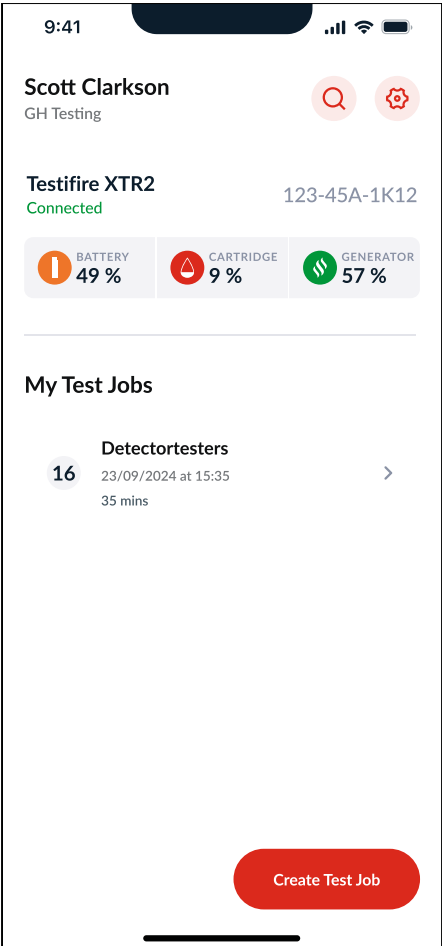 9:41
Scott Clarkson
GH Testing
Testifire XTR2
Connected
123-45A-1K12
BATTERY
49 %
CARTRIDGE
9 %
GENERATOR
57 %
My Test Jobs
16
Detectortesters
23/09/2024 at 15:35
35 mins
Create Test Job